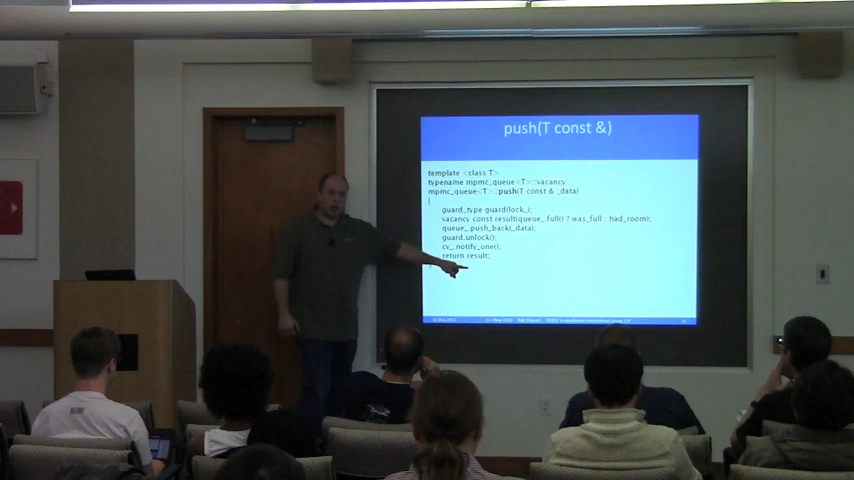 push(T const &)
template <class T>
typename mpmc_queue<T>::vacancy
mpmc_queue<T>::push(T const & _data)
{
guard_type guard(lock_);
vacancy const result(queue_.full() ? was_full : had_room);
queue_.push_back(_data);
guard.unlock();
cv_.notify_one();
return result;